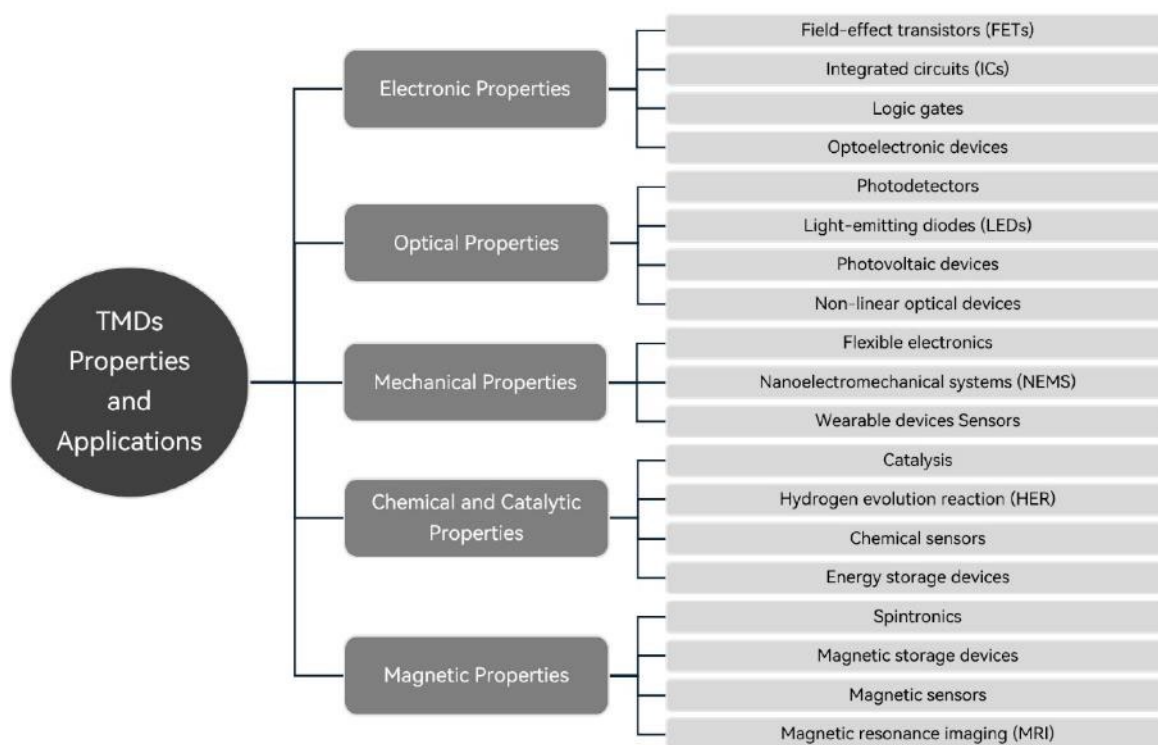 TMDs
Properties
and
Applications
Electronic Properties
Field-effect transistors (FETs)
Integrated circuits (ICs)
Logic gates
Optoelectronic devices
Optical Properties
Photodetectors
Light-emitting diodes (LEDs)
Photovoltaic devices
Non-linear optical devices
Mechanical Properties
Flexible electronics
Nanoelectromechanical systems (NEMS)
Wearable devices Sensors
Chemical and Catalytic
Properties
Catalysis
Hydrogen evolution reaction (HER)
Chemical sensors
Energy storage devices
Magnetic Properties
Spintronics
Magnetic storage devices
Magnetic sensors
Magnetic resonance imaging (MRI)